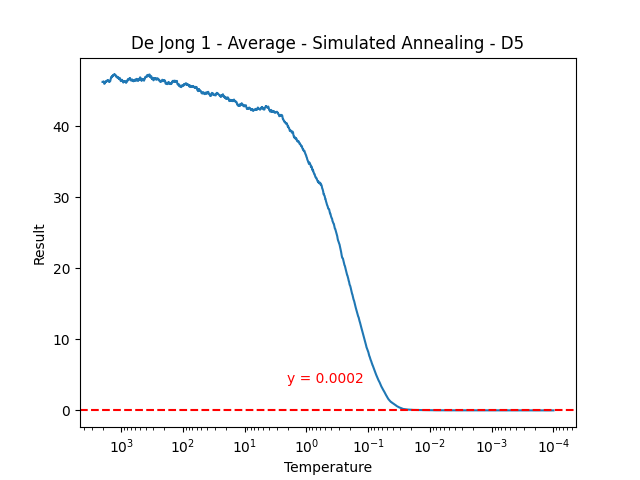 De Jong 1 - Average - Simulated Annealing - D5
Result
40
30
20
10
0
y = 0.0002
10³ 10² 10¹ 10⁰ 10⁻¹ 10⁻² 10⁻³ 10⁻⁴
Temperature